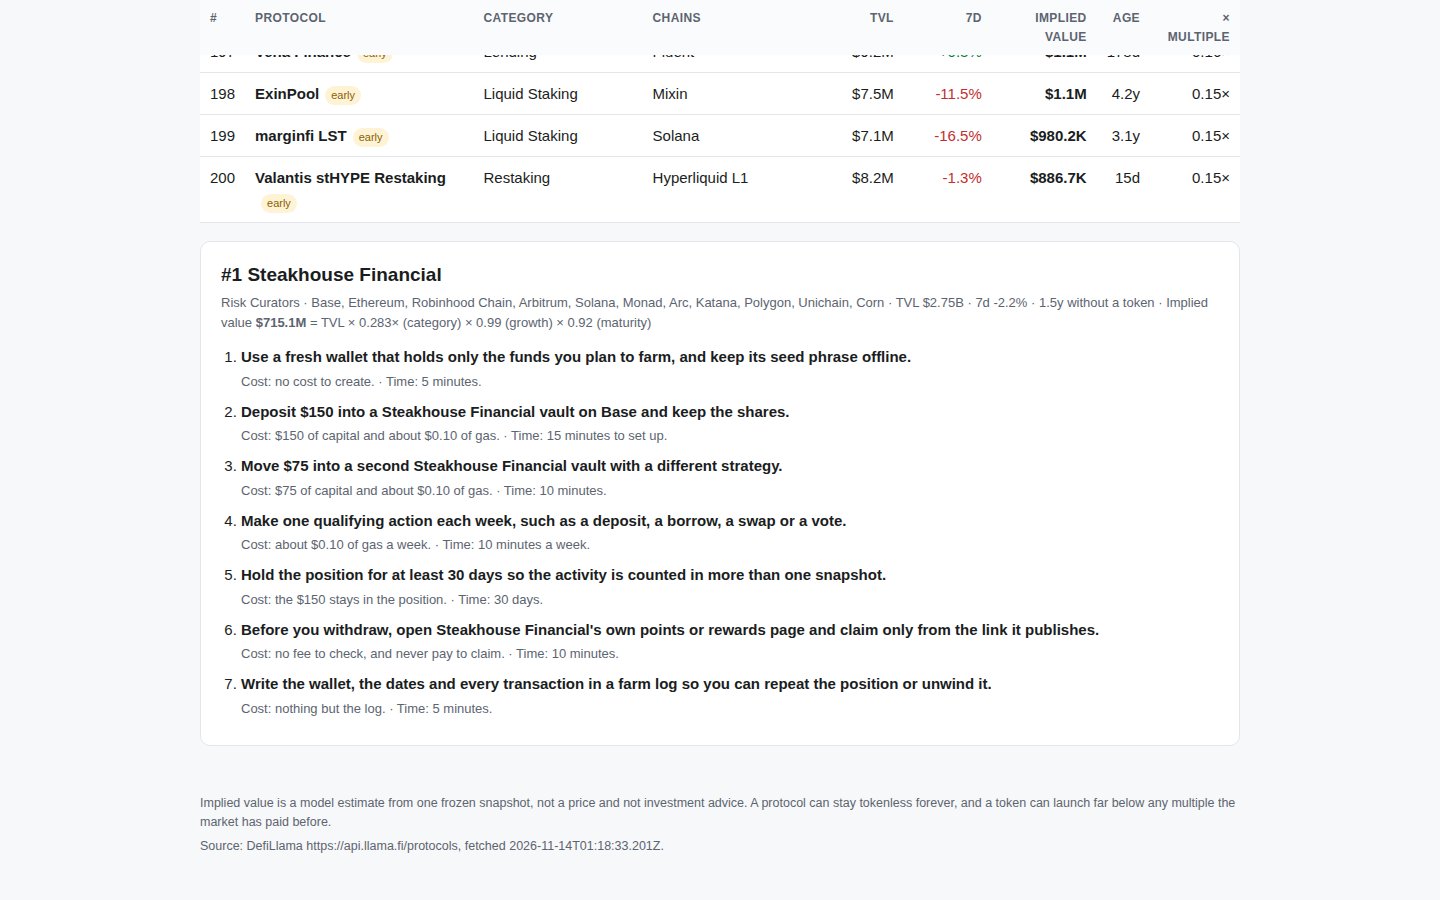 # PROTOCOL CATEGORY CHAINS TVL 7D IMPLIED VALUE AGE × MULTIPLE
198 ExinPool early Liquid Staking Mixin $7.5M -11.5% $1.1M 4.2y 0.15×
199 marginfi LST early Liquid Staking Solana $7.1M -16.5% $980.2K 3.1y 0.15×
200 Valantis stHYPE Restaking early Restaking Hyperliquid L1 $8.2M -1.3% $886.7K 15d 0.15×
#1 Steakhouse Financial
Risk Curators · Base, Ethereum, Robinhood Chain, Arbitrum, Solana, Monad, Arc, Katana, Polygon, Unichain, Corn · TVL $2.75B · 7d -2.2% · 1.5y without a token · Implied
value $715.1M = TVL × 0.283× (category) × 0.99 (growth) × 0.92 (maturity)
1. Use a fresh wallet that holds only the funds you plan to farm, and keep its seed phrase offline.
Cost: no cost to create. · Time: 5 minutes.
2. Deposit $150 into a Steakhouse Financial vault on Base and keep the shares.
Cost: $150 of capital and about $0.10 of gas. · Time: 15 minutes to set up.
3. Move $75 into a second Steakhouse Financial vault with a different strategy.
Cost: $75 of capital and about $0.10 of gas. · Time: 10 minutes.
4. Make one qualifying action each week, such as a deposit, a borrow, a swap or a vote.
Cost: about $0.10 of gas a week. · Time: 10 minutes a week.
5. Hold the position for at least 30 days so the activity is counted in more than one snapshot.
Cost: the $150 stays in the position. · Time: 30 days.
6. Before you withdraw, open Steakhouse Financial's own points or rewards page and claim only from the link it publishes.
Cost: no fee to check, and never pay to claim. · Time: 10 minutes.
7. Write the wallet, the dates and every transaction in a farm log so you can repeat the position or unwind it.
Cost: nothing but the log. · Time: 5 minutes.
Implied value is a model estimate from one frozen snapshot, not a price and not investment advice. A protocol can stay tokenless forever, and a token can launch far below any multiple the
market has paid before.
Source: DefiLlama https://api.llama.fi/protocols, fetched 2026-11-14T01:18:33.201Z.